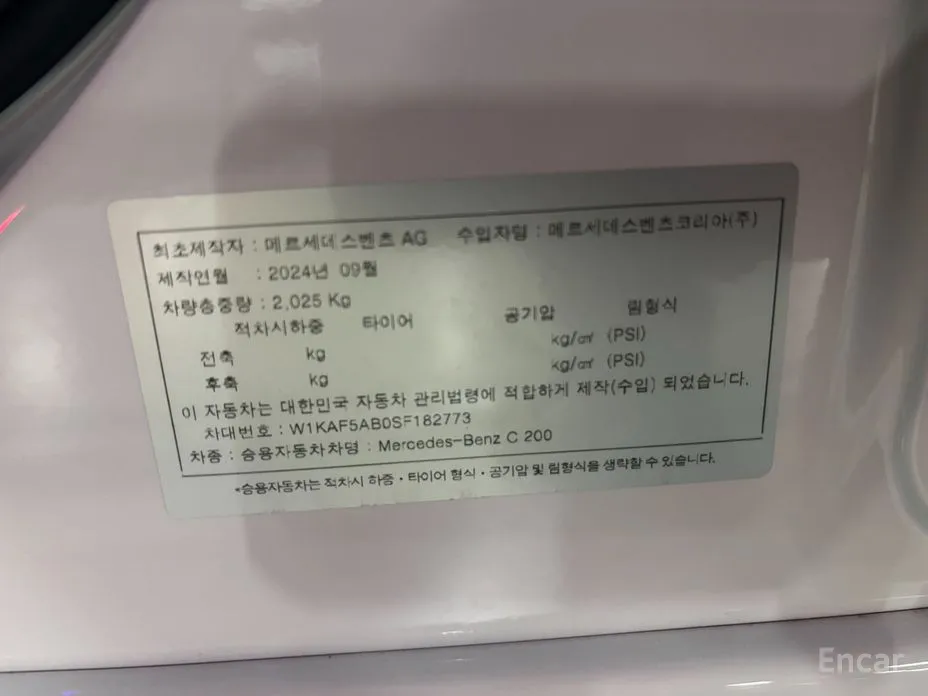 최초제작자 : 메르세데스벤츠 AG 수입자명 : 메르세데스벤츠코리아(주)
제작연월 : 2024년 09월
차량총중량 : 2,025 Kg
적차시하중 타이어 공기압 림형식
전축 kg kg/㎠ (PSI)
후축 kg kg/㎠ (PSI)
이 자동차는 대한민국 자동차 관리법령에 적합하게 제작(수입) 되었습니다.
차대번호 : W1KAF5AB0SF182773
차종 : 승용자동차차명 : Mercedes-Benz C 200
*승용자동차는 적차시 하중・타이어 형식・공기압 및 림형식을 생략할 수 있습니다.
Encar